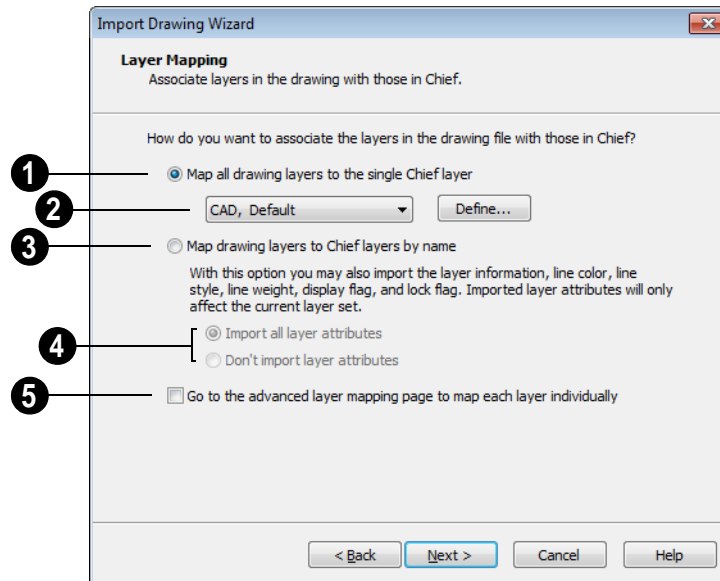 Import Drawing Wizard
Layer Mapping
Associate layers in the drawing with those in Chief.
How do you want to associate the layers in the drawing file with those in Chief?
1 Map all drawing layers to the single Chief layer
2 CAD, Default Define...
3 Map drawing layers to Chief layers by name
With this option you may also import the layer information, line color, line
style, line weight, display flag, and lock flag. Imported layer attributes will only
affect the current layer set.
Import all layer attributes
4
Don't import layer attributes
5 Go to the advanced layer mapping page to map each layer individually
< Back Next > Cancel Help